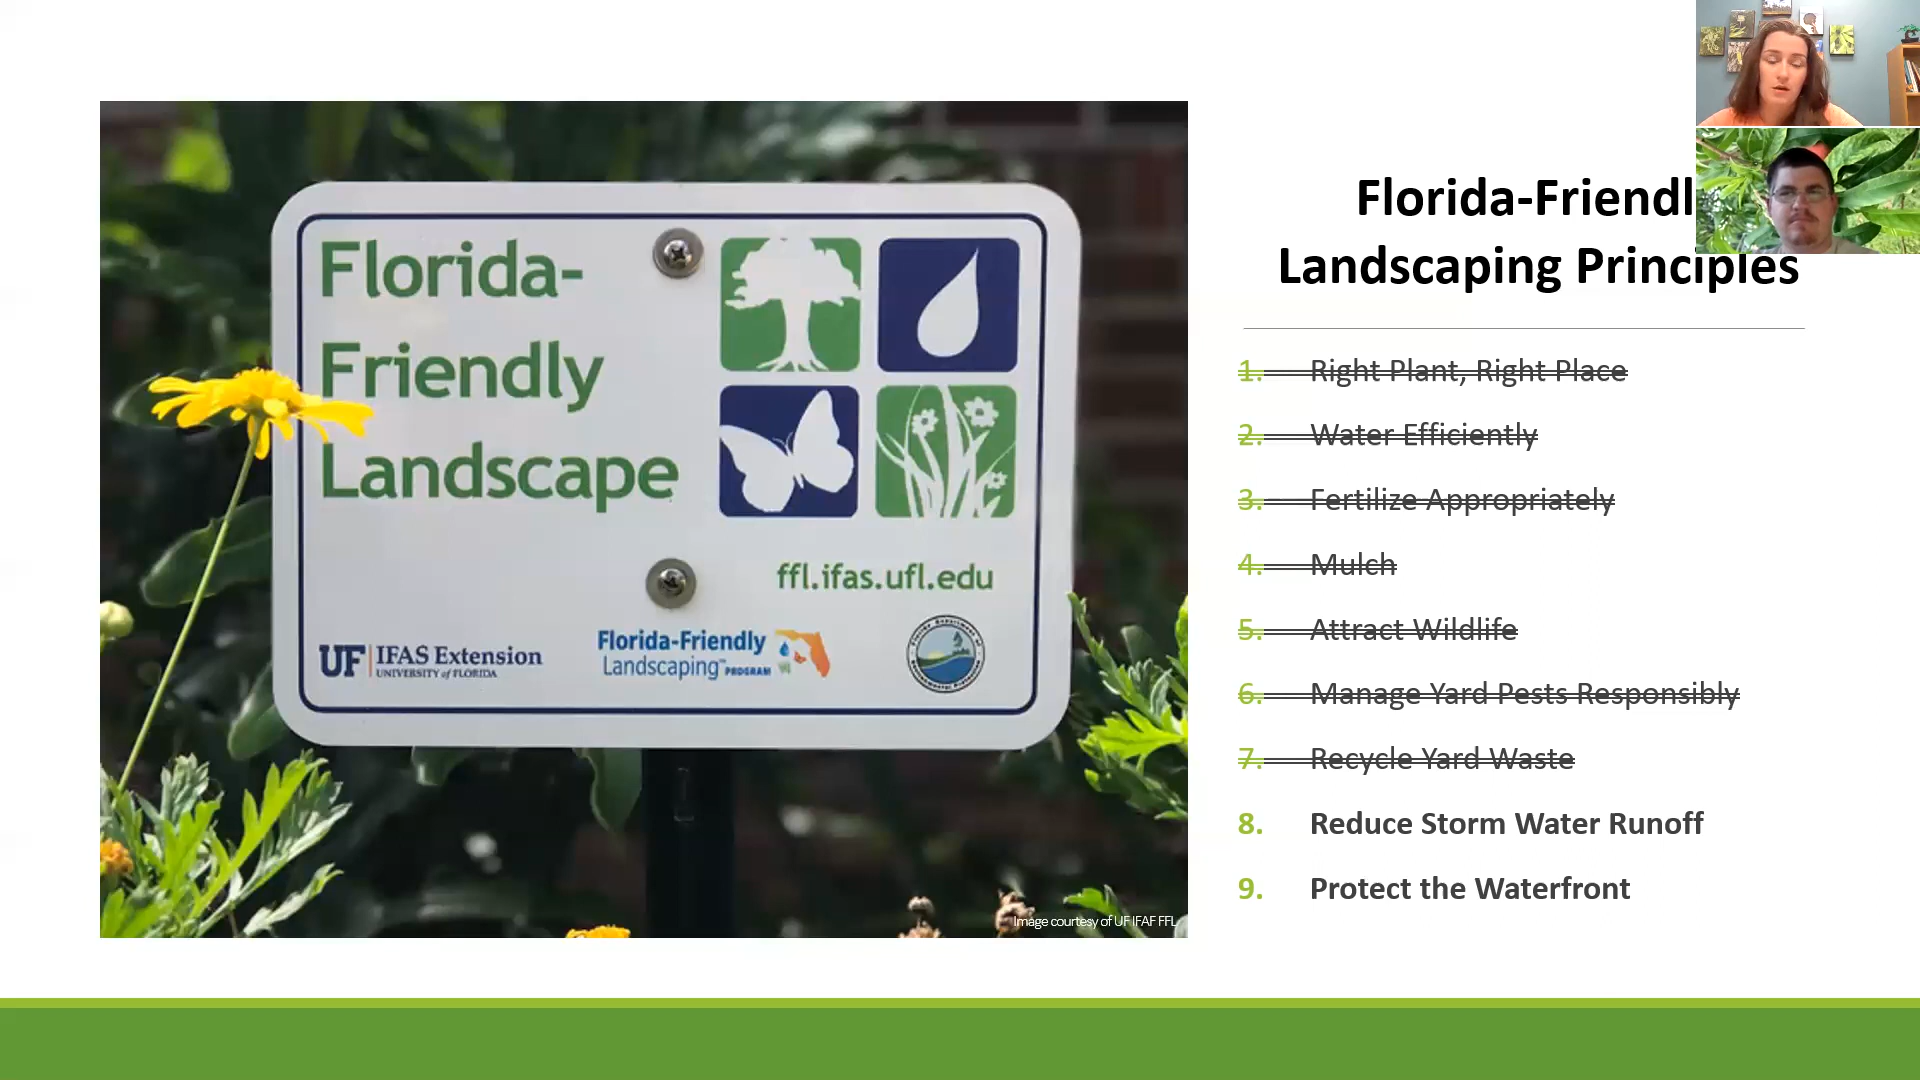 Florida-
Friendly
Landscape
ffl.ifas.ufl.edu
UF IFAS Extension
UNIVERSITY of FLORIDA
Florida-Friendly
Landscaping™ PROGRAM
Image courtesy of UF IFAF FFL
Florida-Friendl
Landscaping Principles
1. Right Plant, Right Place
2. Water Efficiently
3. Fertilize Appropriately
4. Mulch
5. Attract Wildlife
6. Manage Yard Pests Responsibly
7. Recycle Yard Waste
8. Reduce Storm Water Runoff
9. Protect the Waterfront